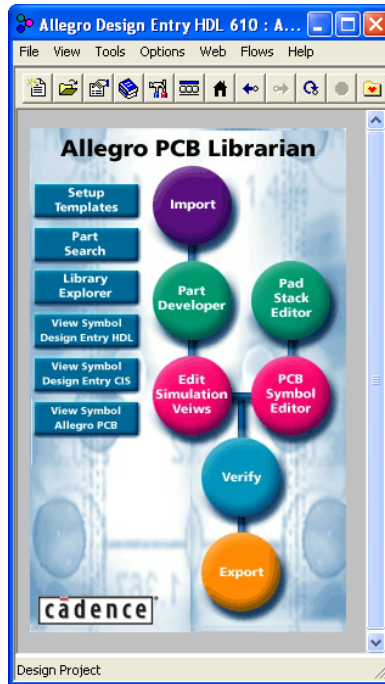 Allegro Design Entry HDL 610 : A...
File View Tools Options Web Flows Help
Allegro PCB Librarian
Setup
Templates
Part
Search
Library
Explorer
View Symbol
Design Entry HDL
View Symbol
Design Entry CIS
View Symbol
Allegro PCB
Import
Part
Developer
Pad
Stack
Editor
Edit
Simulation
Veiws
PCB
Symbol
Editor
Verify
Export
cādence
Design Project